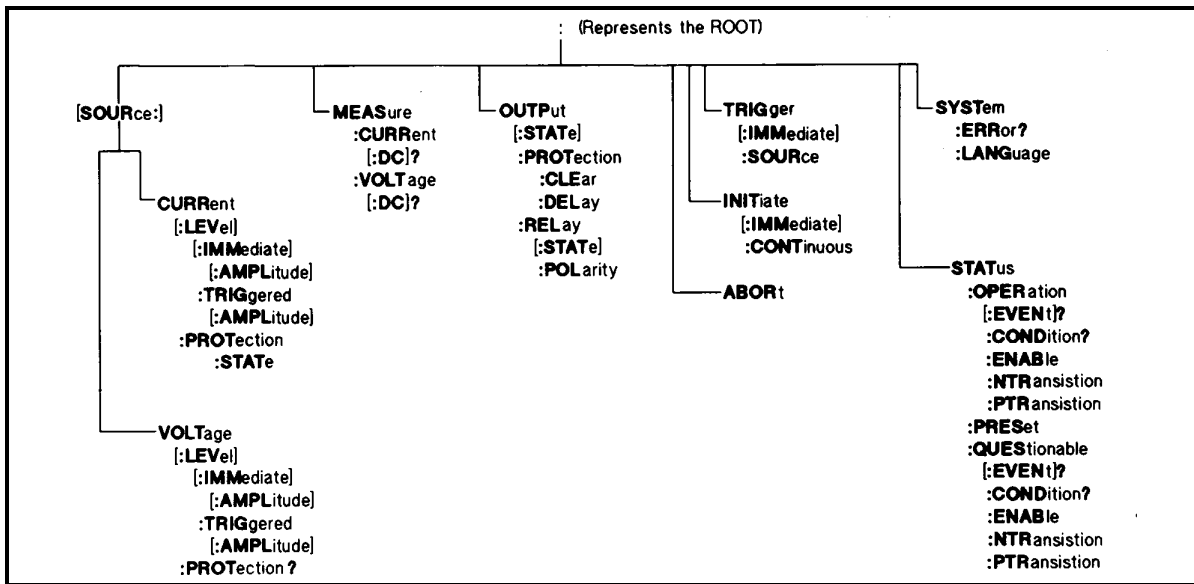 : (Represents the ROOT)
[SOURce:]
CURRent
[:LEVel]
[:IMMediate]
[:AMPLitude]
:TRIGgered
[:AMPLitude]
:PROTection
:STATe
VOLTage
[:LEVel]
[:IMMediate]
[:AMPLitude]
:TRIGgered
[:AMPLitude]
:PROTection?
MEASure
:CURRent
[:DC]?
:VOLTage
[:DC]?
OUTPut
[:STATe]
:PROTection
:CLEar
:DELay
:RELay
[:STATe]
:POLarity
TRIGger
[:IMMediate]
:SOURce
INITiate
[:IMMediate]
:CONTinuous
ABORt
SYSTem
:ERRor?
:LANGuage
STATus
:OPERation
[:EVENt]?
:CONDition?
:ENABle
:NTRansistion
:PTRansistion
:PRESet
:QUEStionable
[:EVENt]?
:CONDition?
:ENABle
:NTRansistion
:PTRansistion